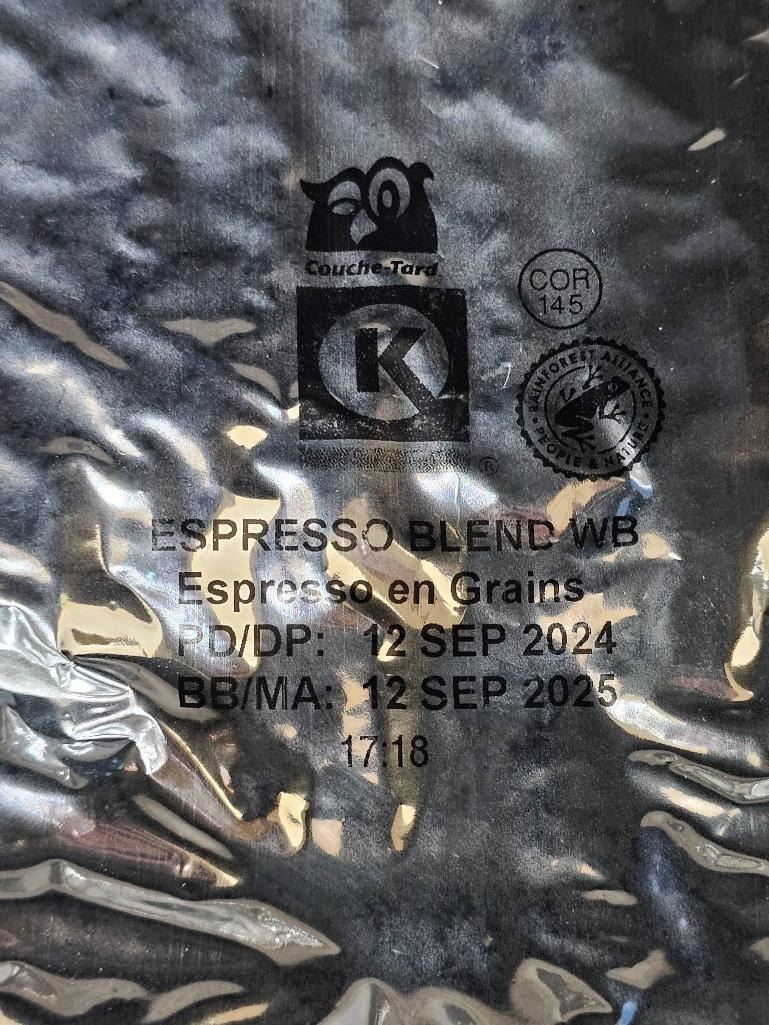 Couche-Tard
K
®
COR
145
RAINFOREST ALLIANCE
PEOPLE & NATURE
ESPRESSO BLEND WB
Espresso en Grains
PD/DP: 12 SEP 2024
BB/MA: 12 SEP 2025
17:18